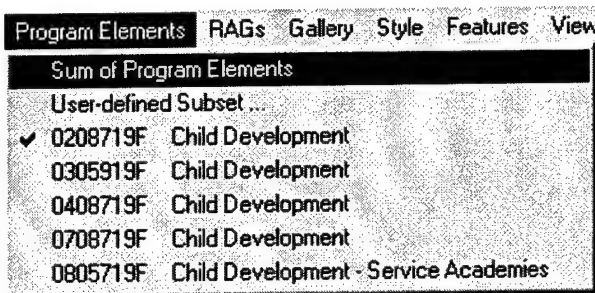 Program Elements RAGs Gallery Style Features View
Sum of Program Elements
User-defined Subset ...
✔ 0208719F Child Development
0305919F Child Development
0408719F Child Development
0708719F Child Development
0805719F Child Development - Service Academies